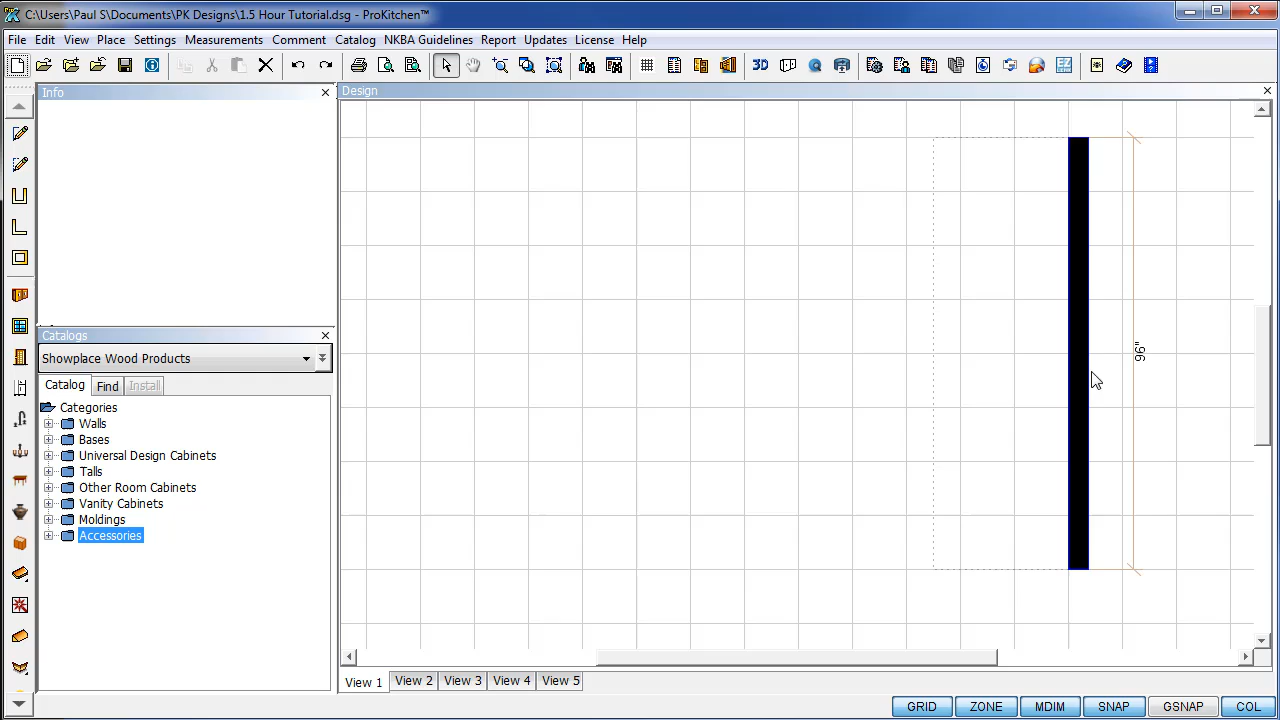 C:\Users\Paul S\Documents\PK Designs\1.5 Hour Tutorial.dsg - ProKitchen™
File Edit View Place Settings Measurements Comment Catalog NKBA Guidelines Report Updates License Help
3D
EZ
Info
Design
96"
Catalogs
Showplace Wood Products
Catalog Find Install
Categories
Walls
Bases
Universal Design Cabinets
Talls
Other Room Cabinets
Vanity Cabinets
Moldings
Accessories
View 1 View 2 View 3 View 4 View 5
GRID ZONE MDIM SNAP GSNAP COL